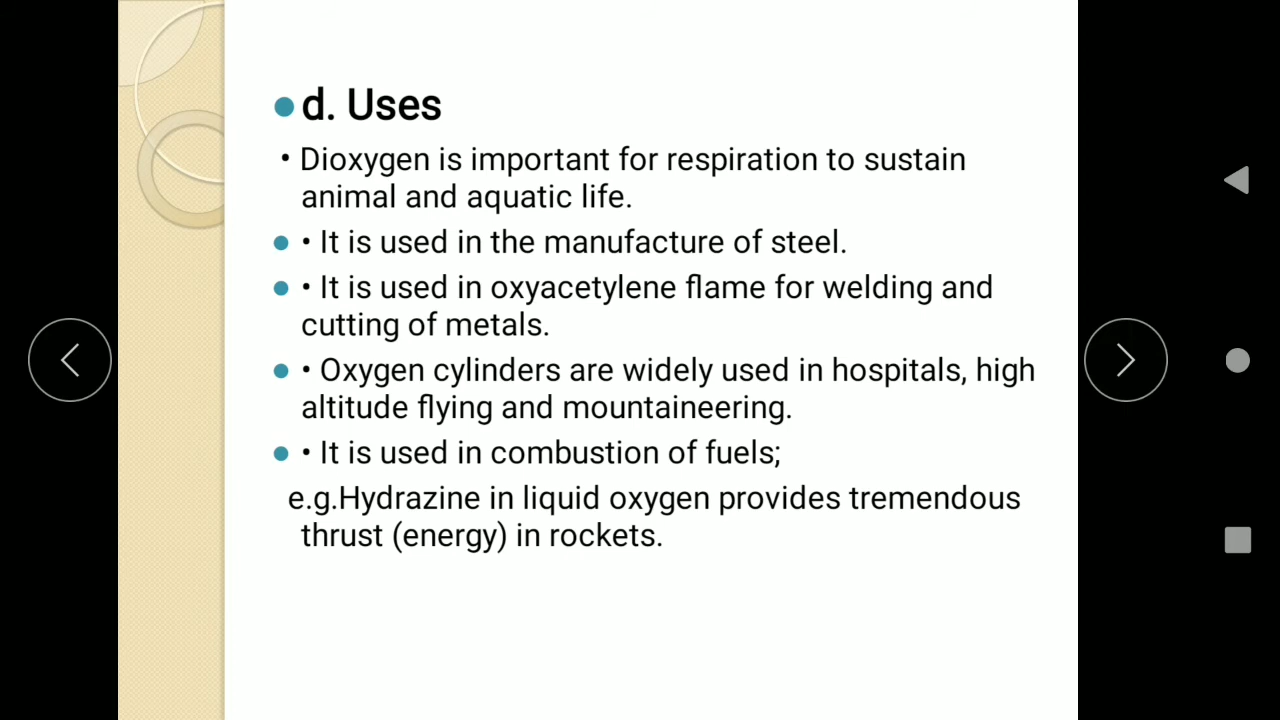 • d. Uses
• Dioxygen is important for respiration to sustain
animal and aquatic life.
• • It is used in the manufacture of steel.
• • It is used in oxyacetylene flame for welding and
cutting of metals.
• • Oxygen cylinders are widely used in hospitals, high
altitude flying and mountaineering.
• • It is used in combustion of fuels;
e.g.Hydrazine in liquid oxygen provides tremendous
thrust (energy) in rockets.